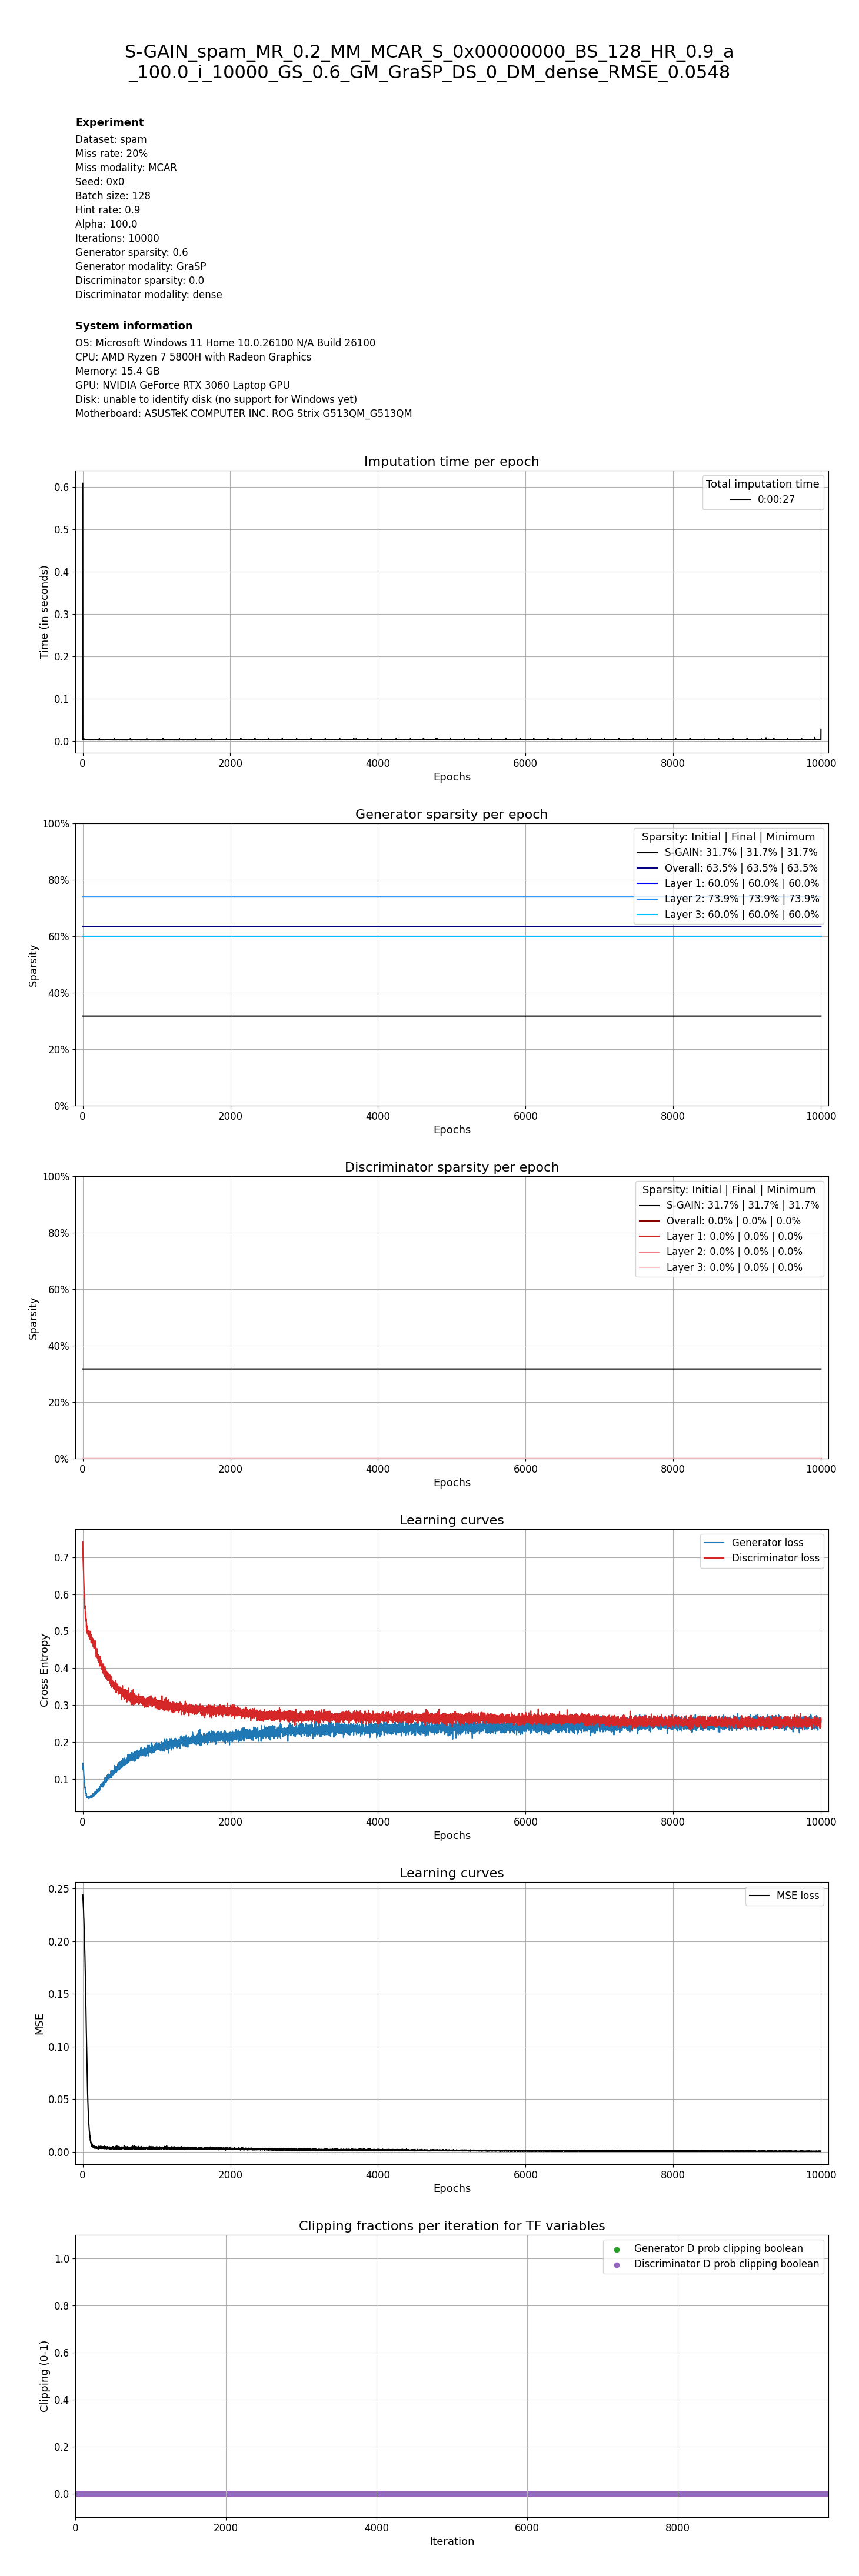 S-GAIN_spam_MR_0.2_MM_MCAR_S_0x00000000_BS_128_HR_0.9_a
_100.0_i_10000_GS_0.6_GM_GraSP_DS_0_DM_dense_RMSE_0.0548
Experiment
Dataset: spam
Miss rate: 20%
Miss modality: MCAR
Seed: 0x0
Batch size: 128
Hint rate: 0.9
Alpha: 100.0
Iterations: 10000
Generator sparsity: 0.6
Generator modality: GraSP
Discriminator sparsity: 0.0
Discriminator modality: dense
System information
OS: Microsoft Windows 11 Home 10.0.26100 N/A Build 26100
CPU: AMD Ryzen 7 5800H with Radeon Graphics
Memory: 15.4 GB
GPU: NVIDIA GeForce RTX 3060 Laptop GPU
Disk: unable to identify disk (no support for Windows yet)
Motherboard: ASUSTeK COMPUTER INC. ROG Strix G513QM_G513QM
Imputation time per epoch
Total imputation time
0:00:27
0.6
0.5
0.4
0.3
0.2
0.1
0.0
Time (in seconds)
0 2000 4000 6000 8000 10000
Epochs
Generator sparsity per epoch
Sparsity: Initial | Final | Minimum
S-GAIN: 31.7% | 31.7% | 31.7%
Overall: 63.5% | 63.5% | 63.5%
Layer 1: 60.0% | 60.0% | 60.0%
Layer 2: 73.9% | 73.9% | 73.9%
Layer 3: 60.0% | 60.0% | 60.0%
100%
80%
60%
40%
20%
0%
Sparsity
0 2000 4000 6000 8000 10000
Epochs
Discriminator sparsity per epoch
Sparsity: Initial | Final | Minimum
S-GAIN: 31.7% | 31.7% | 31.7%
Overall: 0.0% | 0.0% | 0.0%
Layer 1: 0.0% | 0.0% | 0.0%
Layer 2: 0.0% | 0.0% | 0.0%
Layer 3: 0.0% | 0.0% | 0.0%
100%
80%
60%
40%
20%
0%
Sparsity
0 2000 4000 6000 8000 10000
Epochs
Learning curves
Generator loss
Discriminator loss
0.7
0.6
0.5
0.4
0.3
0.2
0.1
Cross Entropy
0 2000 4000 6000 8000 10000
Epochs
Learning curves
MSE loss
0.25
0.20
0.15
0.10
0.05
0.00
MSE
0 2000 4000 6000 8000 10000
Epochs
Clipping fractions per iteration for TF variables
Generator D prob clipping boolean
Discriminator D prob clipping boolean
1.0
0.8
0.6
0.4
0.2
0.0
Clipping (0-1)
0 2000 4000 6000 8000
Iteration